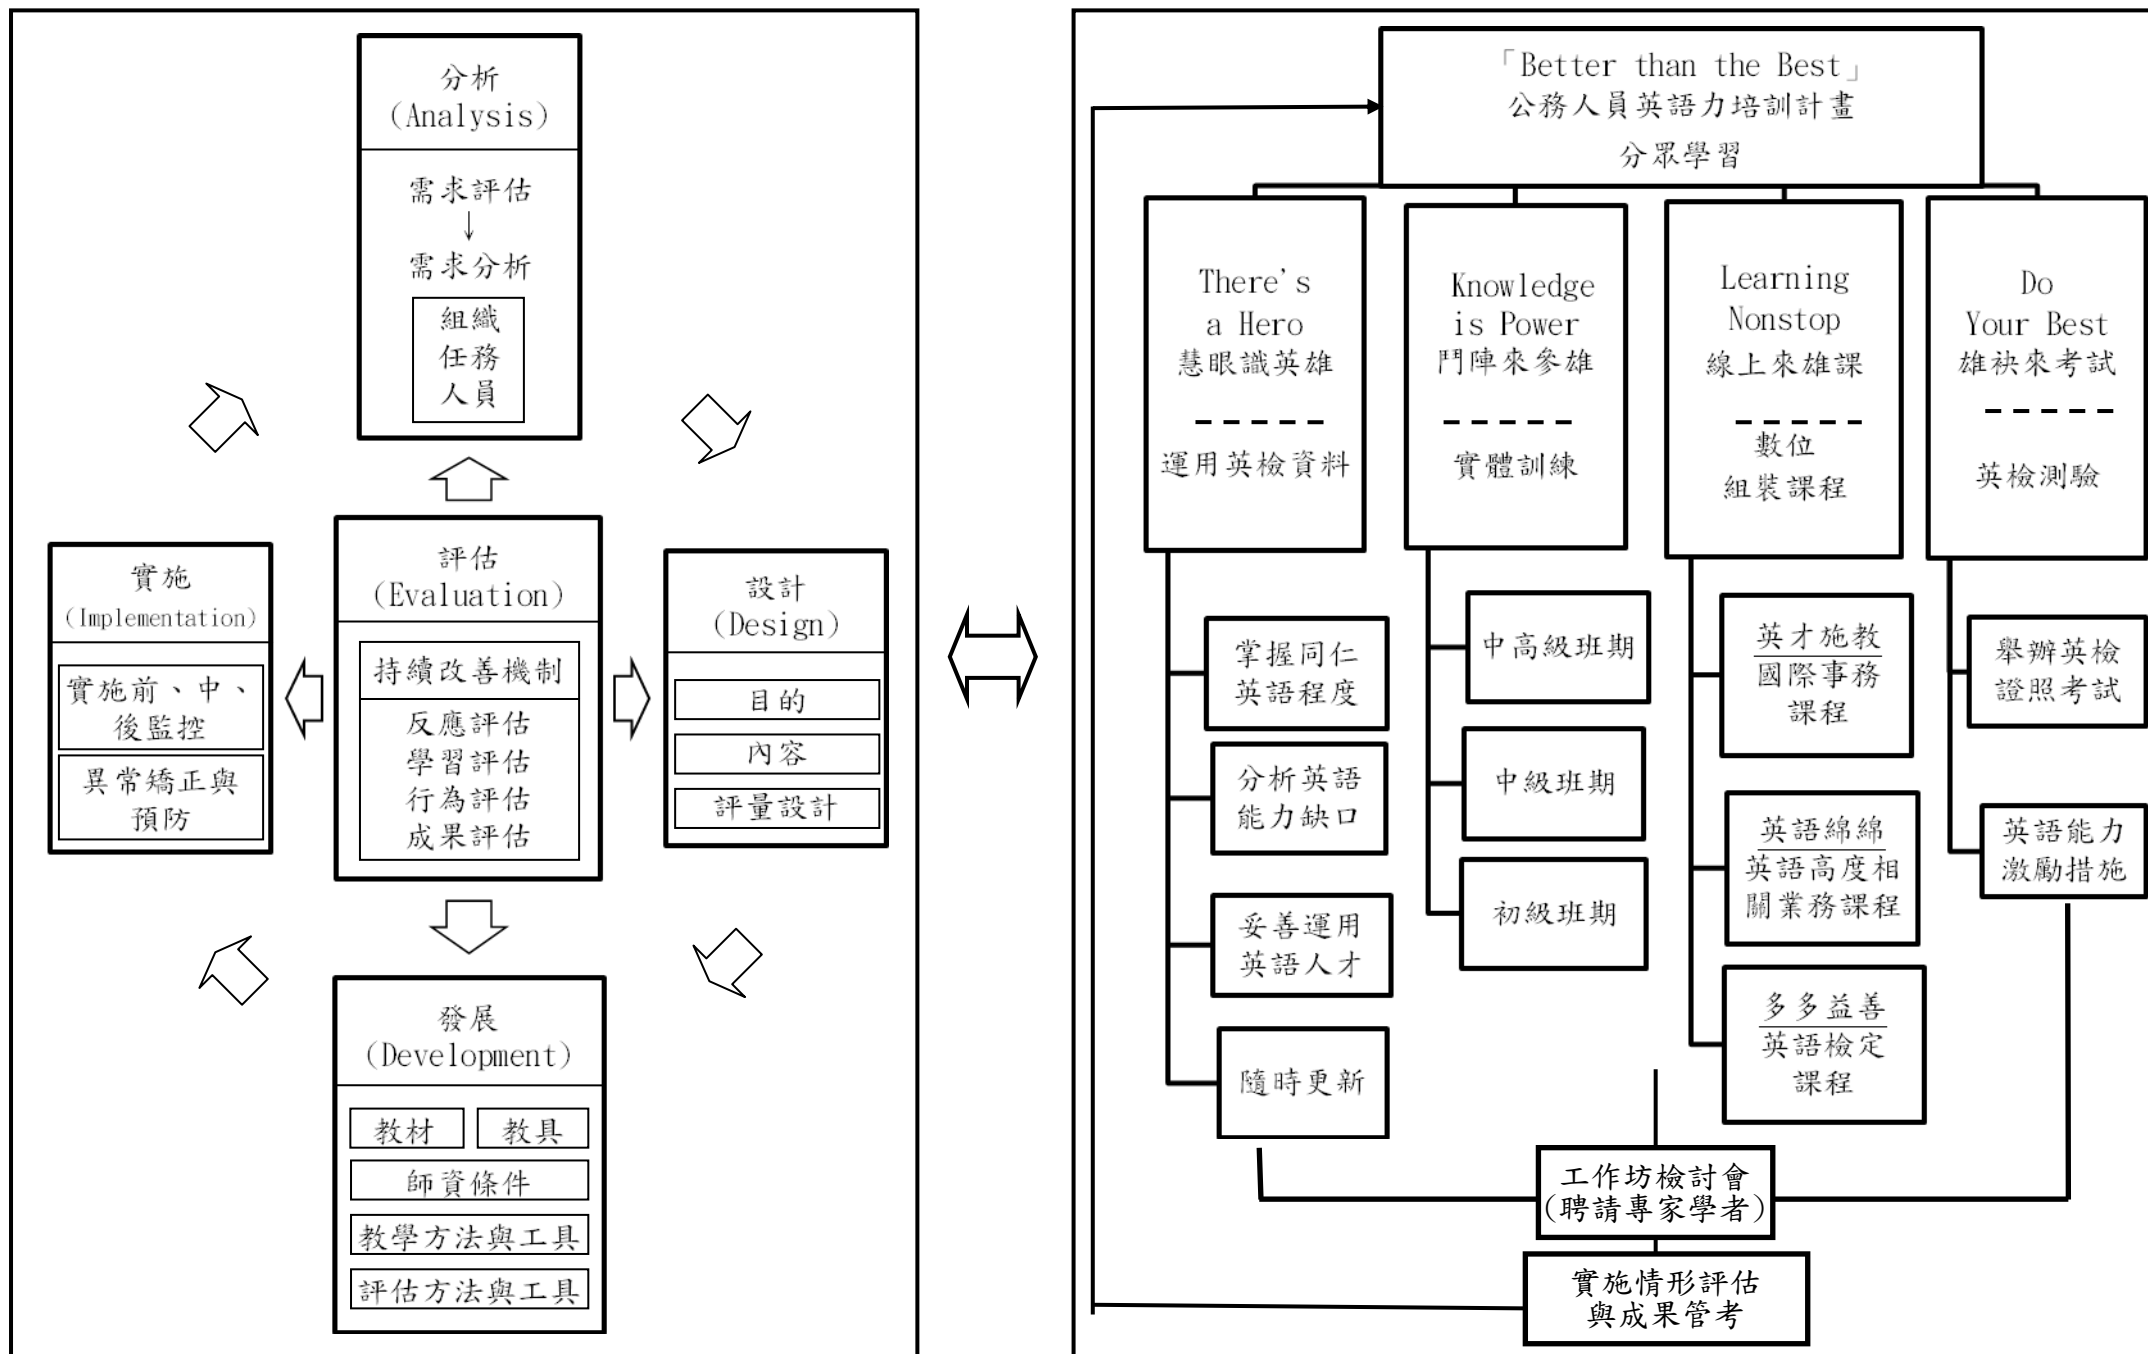 分析
(Analysis)
需求評估
↓
需求分析
組織
任務
人員
實施
(Implementation)
實施前、中、
後監控
異常矯正與
預防
評估
(Evaluation)
持續改善機制
反應評估
學習評估
行為評估
成果評估
設計
(Design)
目的
內容
評量設計
發展
(Development)
教材
教具
師資條件
教學方法與工具
評估方法與工具
「Better than the Best」
公務人員英語力培訓計畫
分眾學習
There's
a Hero
慧眼識英雄
運用英檢資料
掌握同仁
英語程度
分析英語
能力缺口
妥善運用
英語人才
隨時更新
Knowledge
is Power
鬥陣來參雄
實體訓練
中高級班期
中級班期
初級班期
Learning
Nonstop
線上來雄課
數位
組裝課程
英才施教
國際事務
課程
英語綿綿
英語高度相
關業務課程
多多益善
英語檢定
課程
Do
Your Best
雄袂來考試
英檢測驗
舉辦英檢
證照考試
英語能力
激勵措施
工作坊檢討會
(聘請專家學者)
實施情形評估
與成果管考